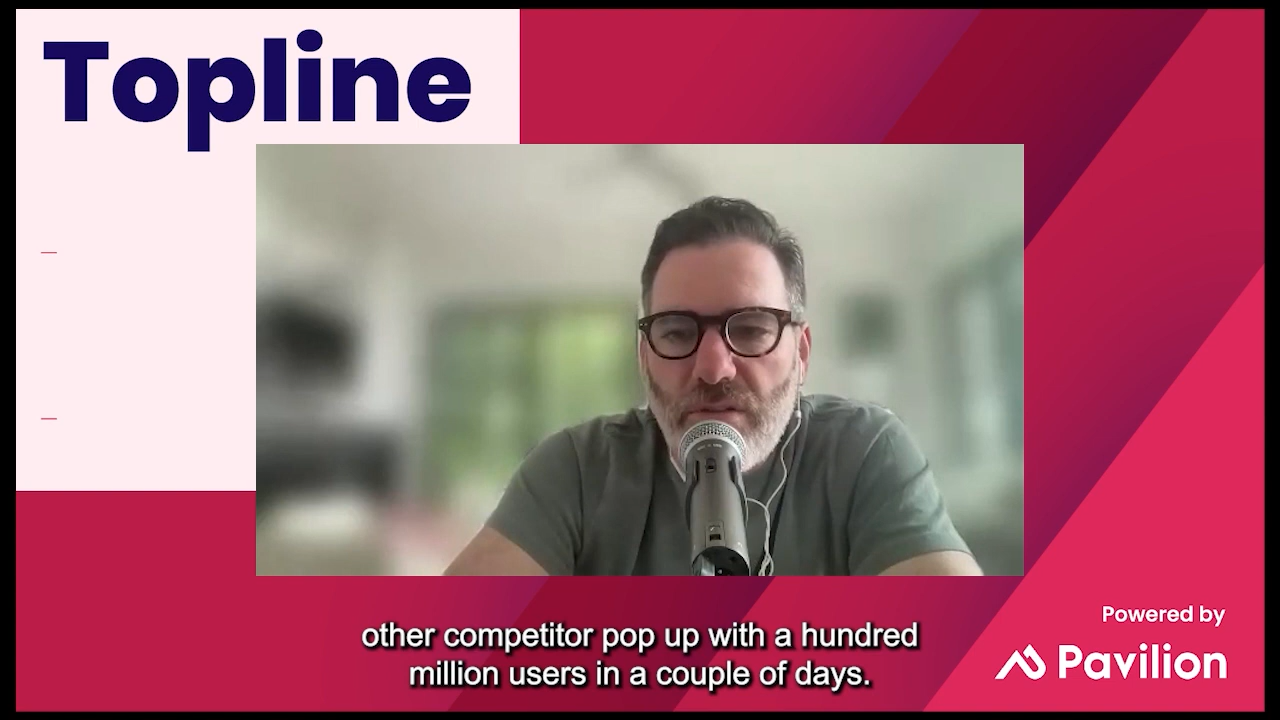 Topline
other competitor pop up with a hundred
million users in a couple of days.
Powered by
Pavilion